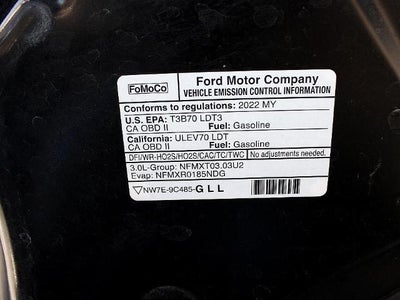 FoMoCo
Ford Motor Company
VEHICLE EMISSION CONTROL INFORMATION
Conforms to regulations: 2022 MY
U.S. EPA: T3B70 LDT3
CA OBD II Fuel: Gasoline
California: ULEV70 LDT
CA OBD II Fuel: Gasoline
DFI/WR-HO2S/HO2S/CAC/TC/TWC No adjustments needed.
3.0L-Group: NFMXT03.03U2
Evap: NFMXR0185NDG
NW7E-9C485-GLL